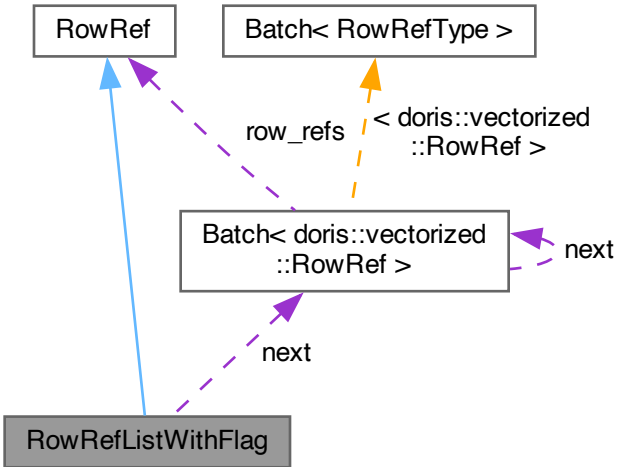 RowRef
Batch< RowRefType >
row_refs
< doris::vectorized
::RowRef >
Batch< doris::vectorized
::RowRef >
next
next
RowRefListWithFlag